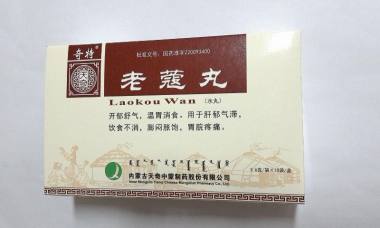 奇特
批准文号：国药准字Z20093400
老蔻丸
Laokou Wan （水丸）
开郁舒气，温胃消食。用于肝郁气滞，
饮食不消，膨闷胀饱，胃脘疼痛。
内蒙古天奇中蒙制药股份有限公司
Inner Mongolia Tianqi Chinese-Mongolian Pharmacy Co., Ltd.